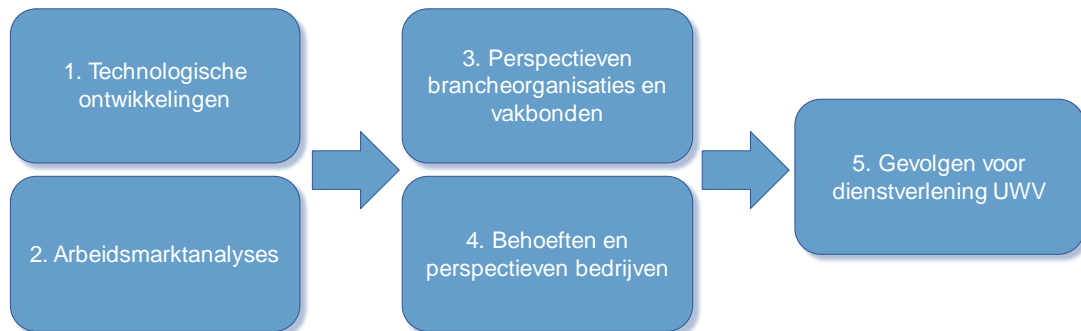 1. Technologische
ontwikkelingen
2. Arbeidsmarktanalyses
3. Perspectieven
brancheorganisaties en
vakbonden
4. Behoeften en
perspectieven bedrijven
5. Gevolgen voor
dienstverlening UWV